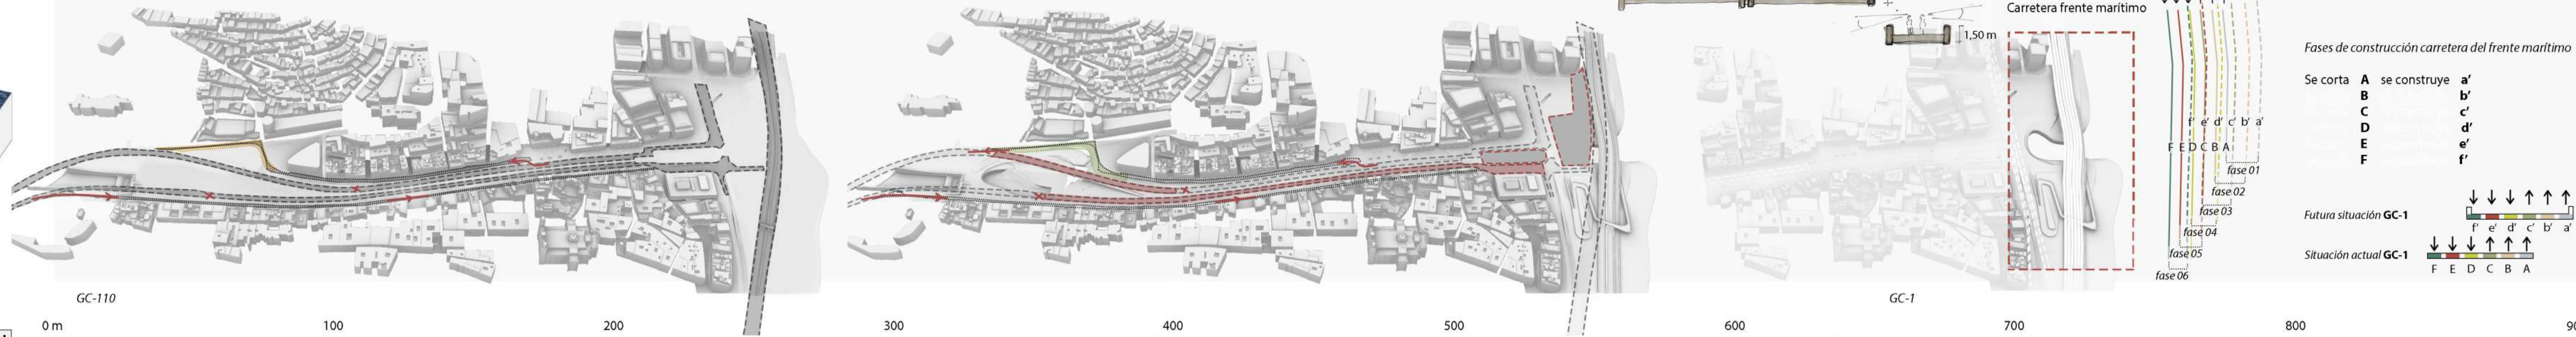 Carretera frente marítimo
1,50 m
Fases de construcción carretera del frente marítimo
Se corta A se construye a’
B b’
C c’
D d’
E e’
F f’
f’ e’ d’ c’ b’ a’
F E D C B A
fase 01
fase 02
fase 03
fase 04
fase 05
fase 06
Futura situación GC-1
f’ e’ d’ c’ b’ a’
Situación actual GC-1
F E D C B A
GC-110
GC-1
0 m 100 200 300 400 500 600 700 800 90